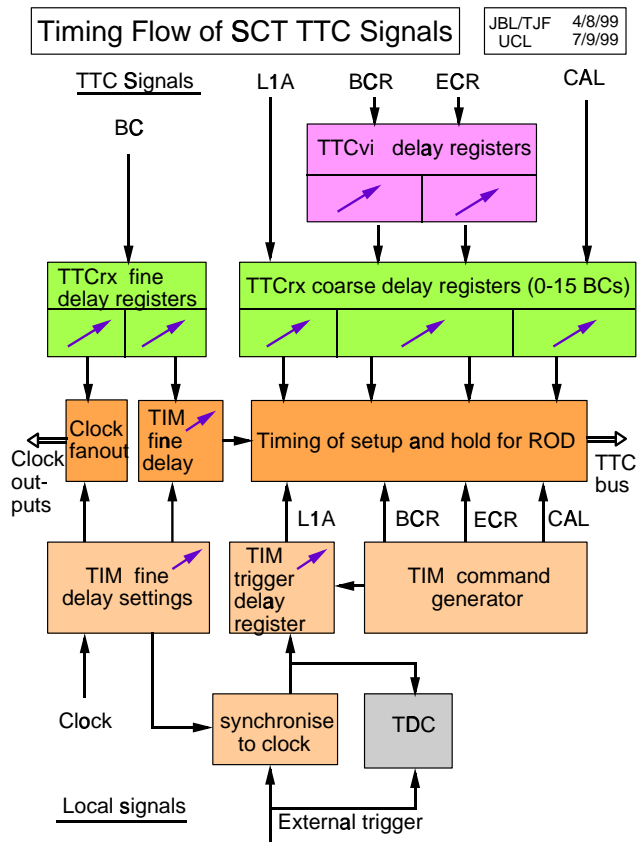 Timing Flow of SCT TTC Signals
JBL/TJF 4/8/99
UCL 7/9/99
TTC Signals
L1A
BCR
ECR
CAL
BC
TTCvi delay registers
TTCrx fine
delay registers
TTCrx coarse delay registers (0-15 BCs)
Clock
fanout
TIM
fine
delay
Timing of setup and hold for ROD
Clock
out-
puts
TTC
bus
L1A
BCR
ECR
CAL
TIM fine
delay settings
TIM
trigger
delay
register
TIM command
generator
Clock
synchronise
to clock
TDC
Local signals
External trigger